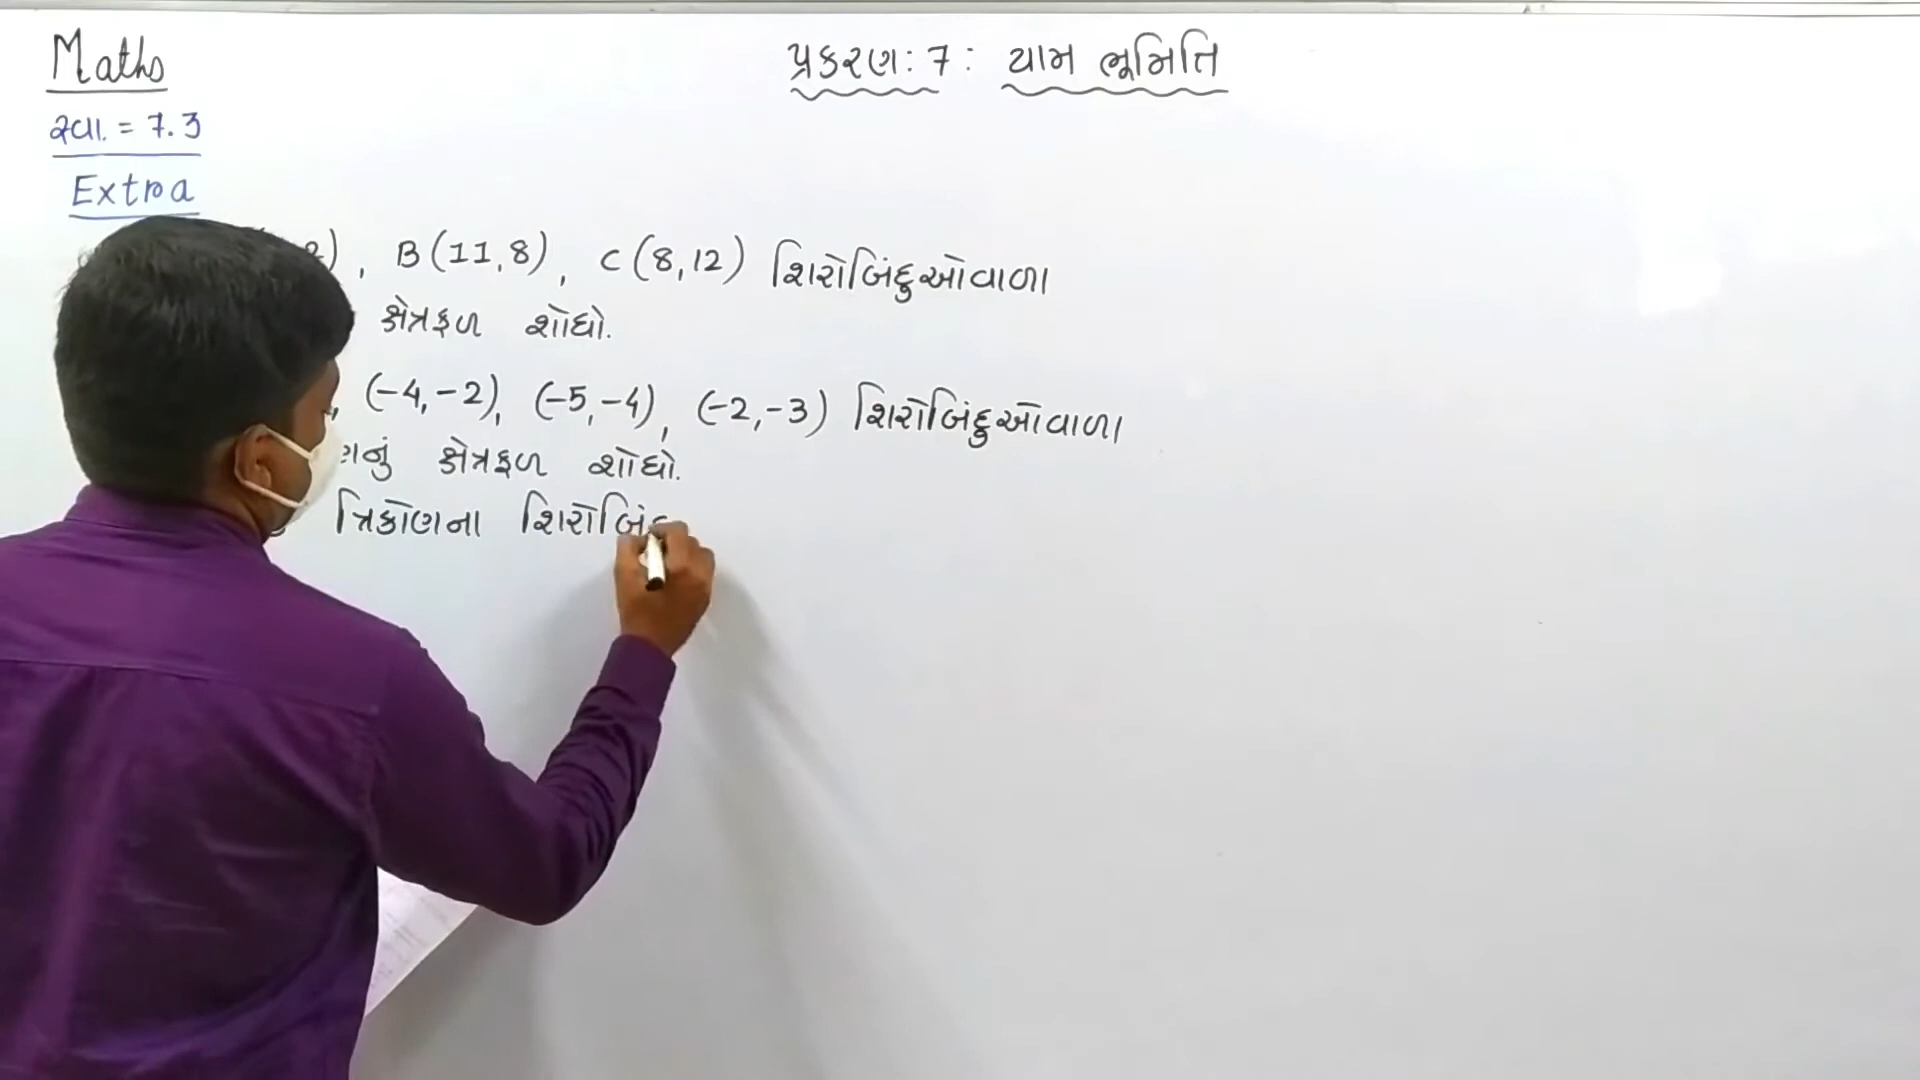 Maths
પ્રકરણ: 7: યામ ભૂમિતિ
સ્વા. = 7.3
Extra
, B(11,8), C(8,12) શિરોબિંદુઓવાળા
ક્ષેત્રફળ શોધો.
, (-4,-2), (-5,-4), (-2,-3) શિરોબિંદુઓવાળા
ક્ષેત્રફળ શોધો.
ત્રિકોણના